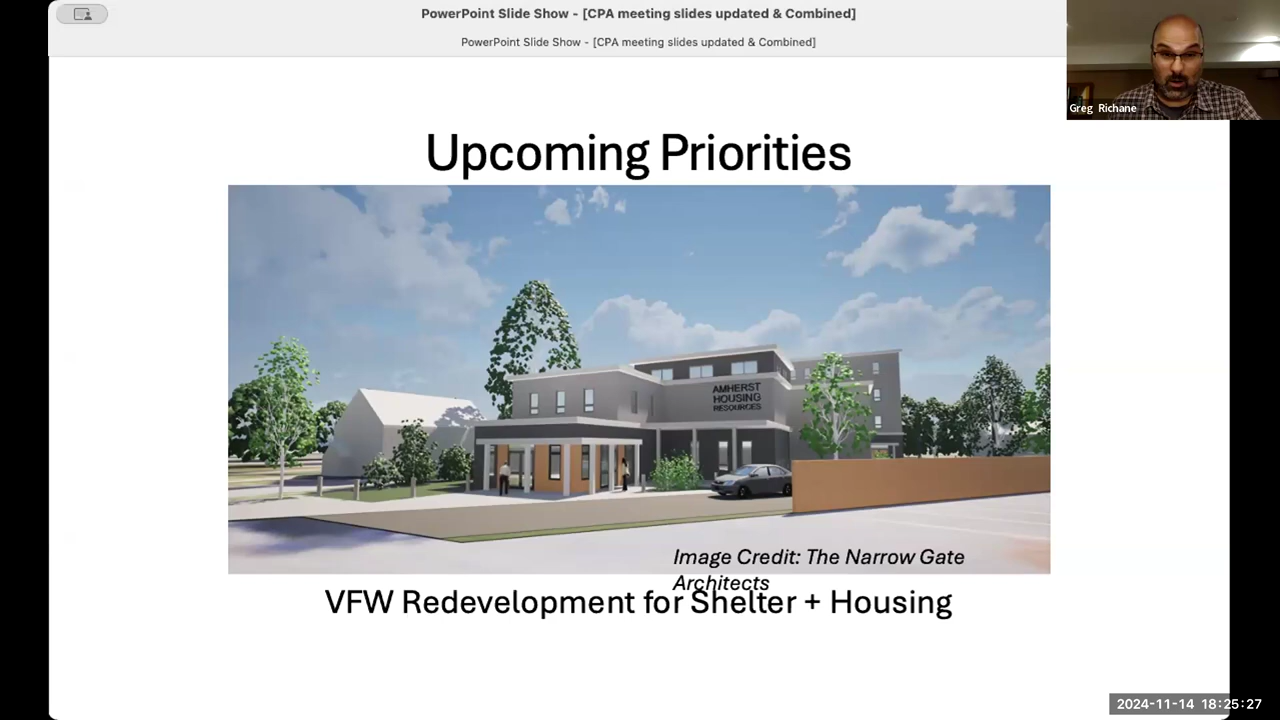 PowerPoint Slide Show - [CPA meeting slides updated & Combined]
PowerPoint Slide Show - [CPA meeting slides updated & Combined]
Greg Richane
Upcoming Priorities
AMHERST
HOUSING
RESOURCES
Image Credit: The Narrow Gate
Architects
VFW Redevelopment for Shelter + Housing
2024-11-14 18:25:27